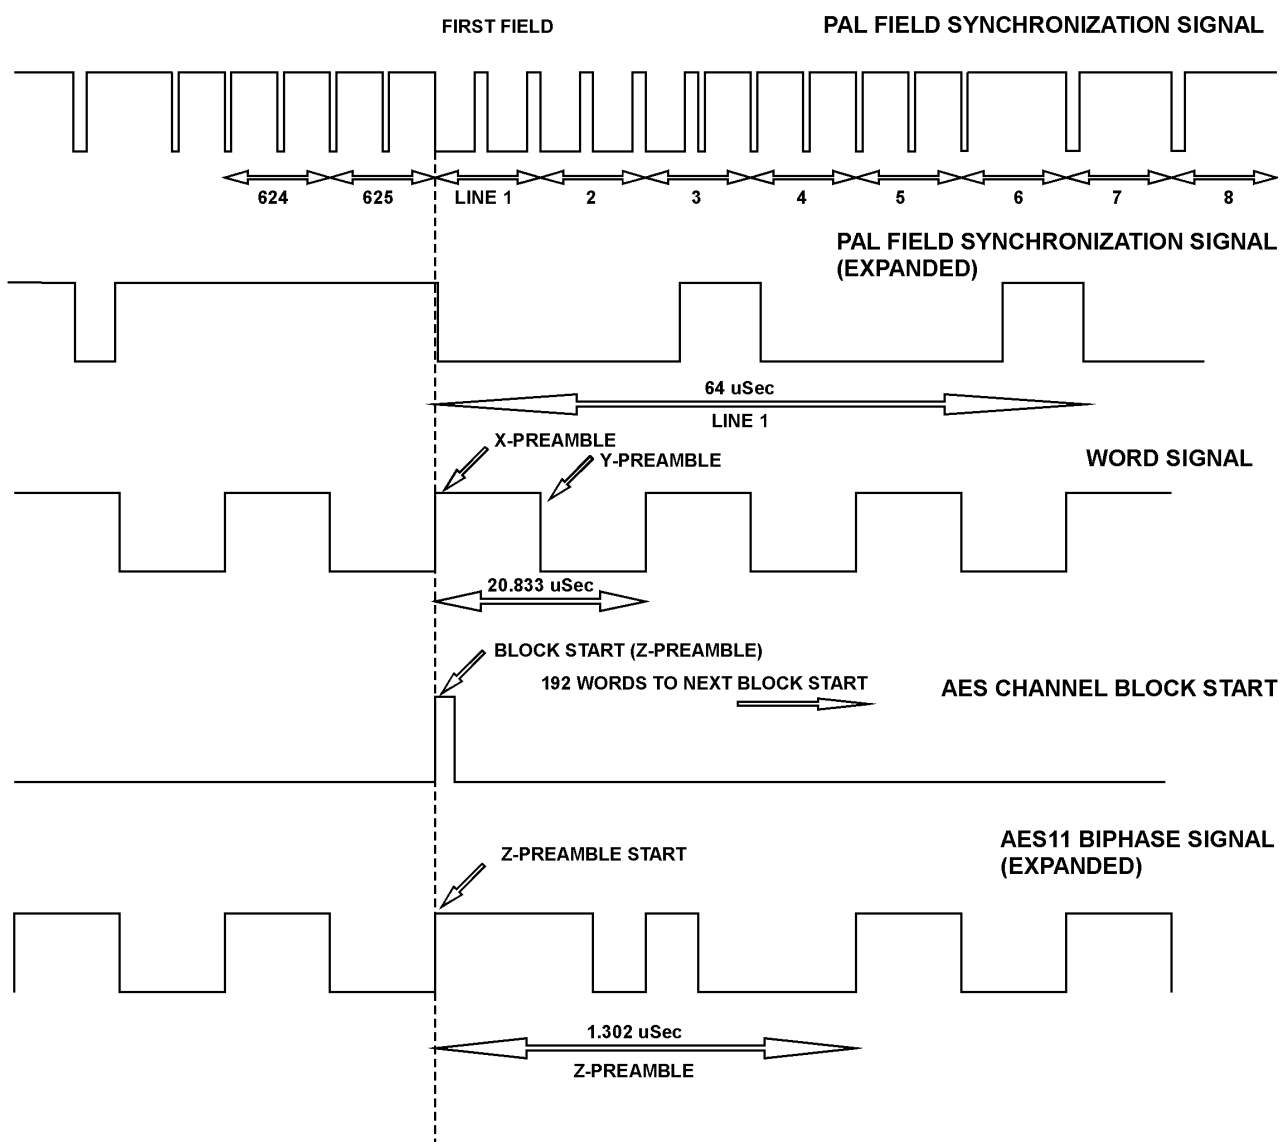 FIRST FIELD
PAL FIELD SYNCHRONIZATION SIGNAL
624 625 LINE 1 2 3 4 5 6 7 8
PAL FIELD SYNCHRONIZATION SIGNAL
(EXPANDED)
64 uSec
LINE 1
X-PREAMBLE
Y-PREAMBLE
WORD SIGNAL
20.833 uSec
BLOCK START (Z-PREAMBLE)
192 WORDS TO NEXT BLOCK START
AES CHANNEL BLOCK START
AES11 BIPHASE SIGNAL
(EXPANDED)
Z-PREAMBLE START
1.302 uSec
Z-PREAMBLE